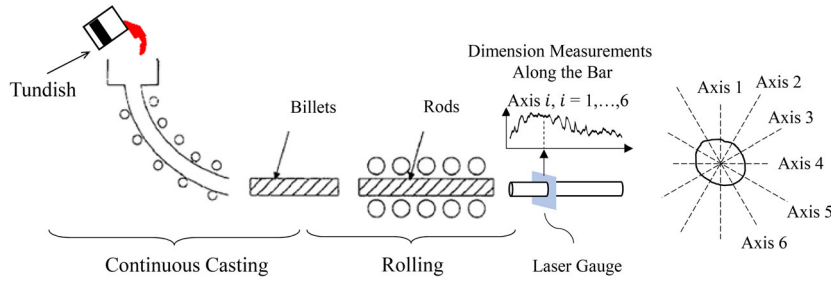 Tundish
Billets
Rods
Dimension Measurements
Along the Bar
Axis i, i = 1,…,6
Axis 1
Axis 2
Axis 3
Axis 4
Axis 5
Axis 6
Continuous Casting
Rolling
Laser Gauge